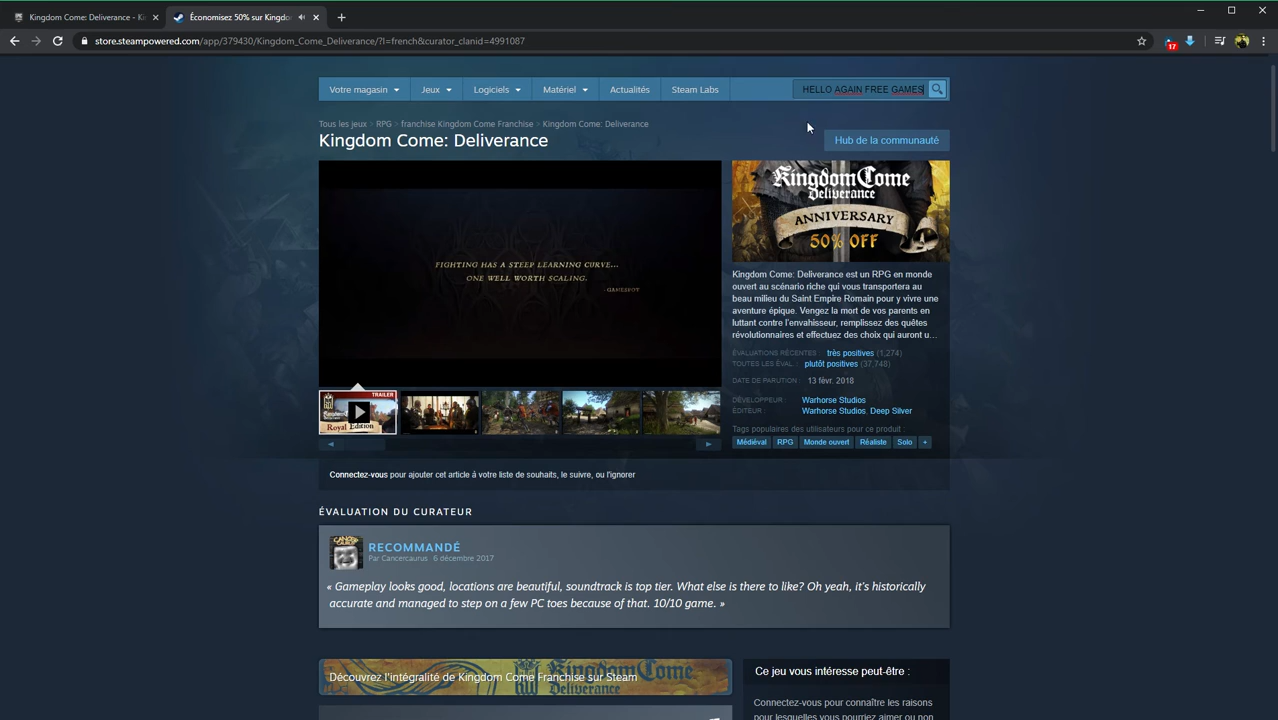 Kingdom Come: Deliverance - Ki
Économisez 50% sur Kingdo
store.steampowered.com/app/379430/Kingdom_Come_Deliverance/?l=french&curator_clanid=4991087
17
Votre magasin Jeux Logiciels Matériel Actualités Steam Labs HELLO AGAIN FREE GAMES
Tous les jeux > RPG > franchise Kingdom Come Franchise > Kingdom Come: Deliverance
Kingdom Come: Deliverance
Hub de la communauté
FIGHTING HAS A STEEP LEARNING CURVE...
ONE WELL WORTH SCALING.
-GAMESPOT
Kingdom Come
Deliverance
ANNIVERSARY
50% OFF
Kingdom Come: Deliverance est un RPG en monde
ouvert au scénario riche qui vous transportera au
beau milieu du Saint Empire Romain pour y vivre une
aventure épique. Vengez la mort de vos parents en
luttant contre l'envahisseur, remplissez des quêtes
révolutionnaires et effectuez des choix qui auront u...
ÉVALUATIONS RÉCENTES : très positives (1,274)
TOUTES LES ÉVAL. : plutôt positives (37,748)
DATE DE PARUTION : 13 févr. 2018
DÉVELOPPEUR : Warhorse Studios
ÉDITEUR : Warhorse Studios, Deep Silver
Tags populaires des utilisateurs pour ce produit :
Médiéval RPG Monde ouvert Réaliste Solo +
TRAILER
Royal Edition
Connectez-vous pour ajouter cet article à votre liste de souhaits, le suivre, ou l'ignorer
ÉVALUATION DU CURATEUR
RECOMMANDÉ
Par Cancercaurus 6 décembre 2017
« Gameplay looks good, locations are beautiful, soundtrack is top tier. What else is there to like? Oh yeah, it's historically
accurate and managed to step on a few PC toes because of that. 10/10 game. »
Découvrez l'intégralité de Kingdom Come Franchise sur Steam
Kingdom Come
Deliverance
Ce jeu vous intéresse peut-être :
Connectez-vous pour connaître les raisons
pour lesquelles vous pourriez aimer ou non